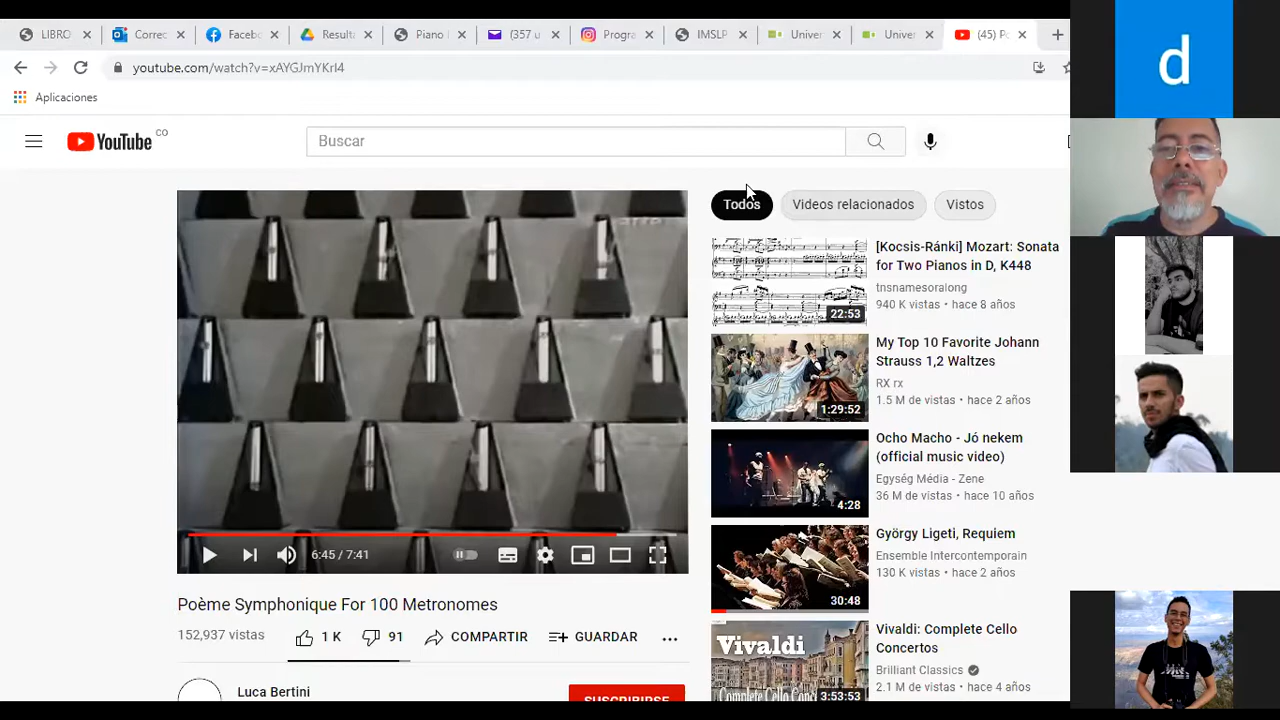 LIBRO
Correc
Facebo
Resulta
Piano I
(357 u
Progra
IMSLP
Univer
Univer
(45) Po
youtube.com/watch?v=xAYGJmYKrI4
Aplicaciones
YouTube CO
Buscar
Todos
Videos relacionados
Vistos
[Kocsis-Ránki] Mozart: Sonata
for Two Pianos in D, K448
tnsnamesoralong
940 K vistas • hace 8 años
22:53
My Top 10 Favorite Johann
Strauss 1,2 Waltzes
RX rx
1.5 M de vistas • hace 2 años
1:29:52
Ocho Macho - Jó nekem
(official music video)
Egység Média - Zene
36 M de vistas • hace 10 años
4:28
György Ligeti, Requiem
Ensemble Intercontemporain
130 K vistas • hace 2 años
30:48
Vivaldi: Complete Cello
Concertos
Brilliant Classics
2.1 M de vistas • hace 4 años
Vivaldi
Complete Cello Conc
3:53:53
6:45 / 7:41
Poème Symphonique For 100 Metronomes
152,937 vistas
1 K
91
COMPARTIR
GUARDAR
Luca Bertini
SUSCRIBIRSE
d